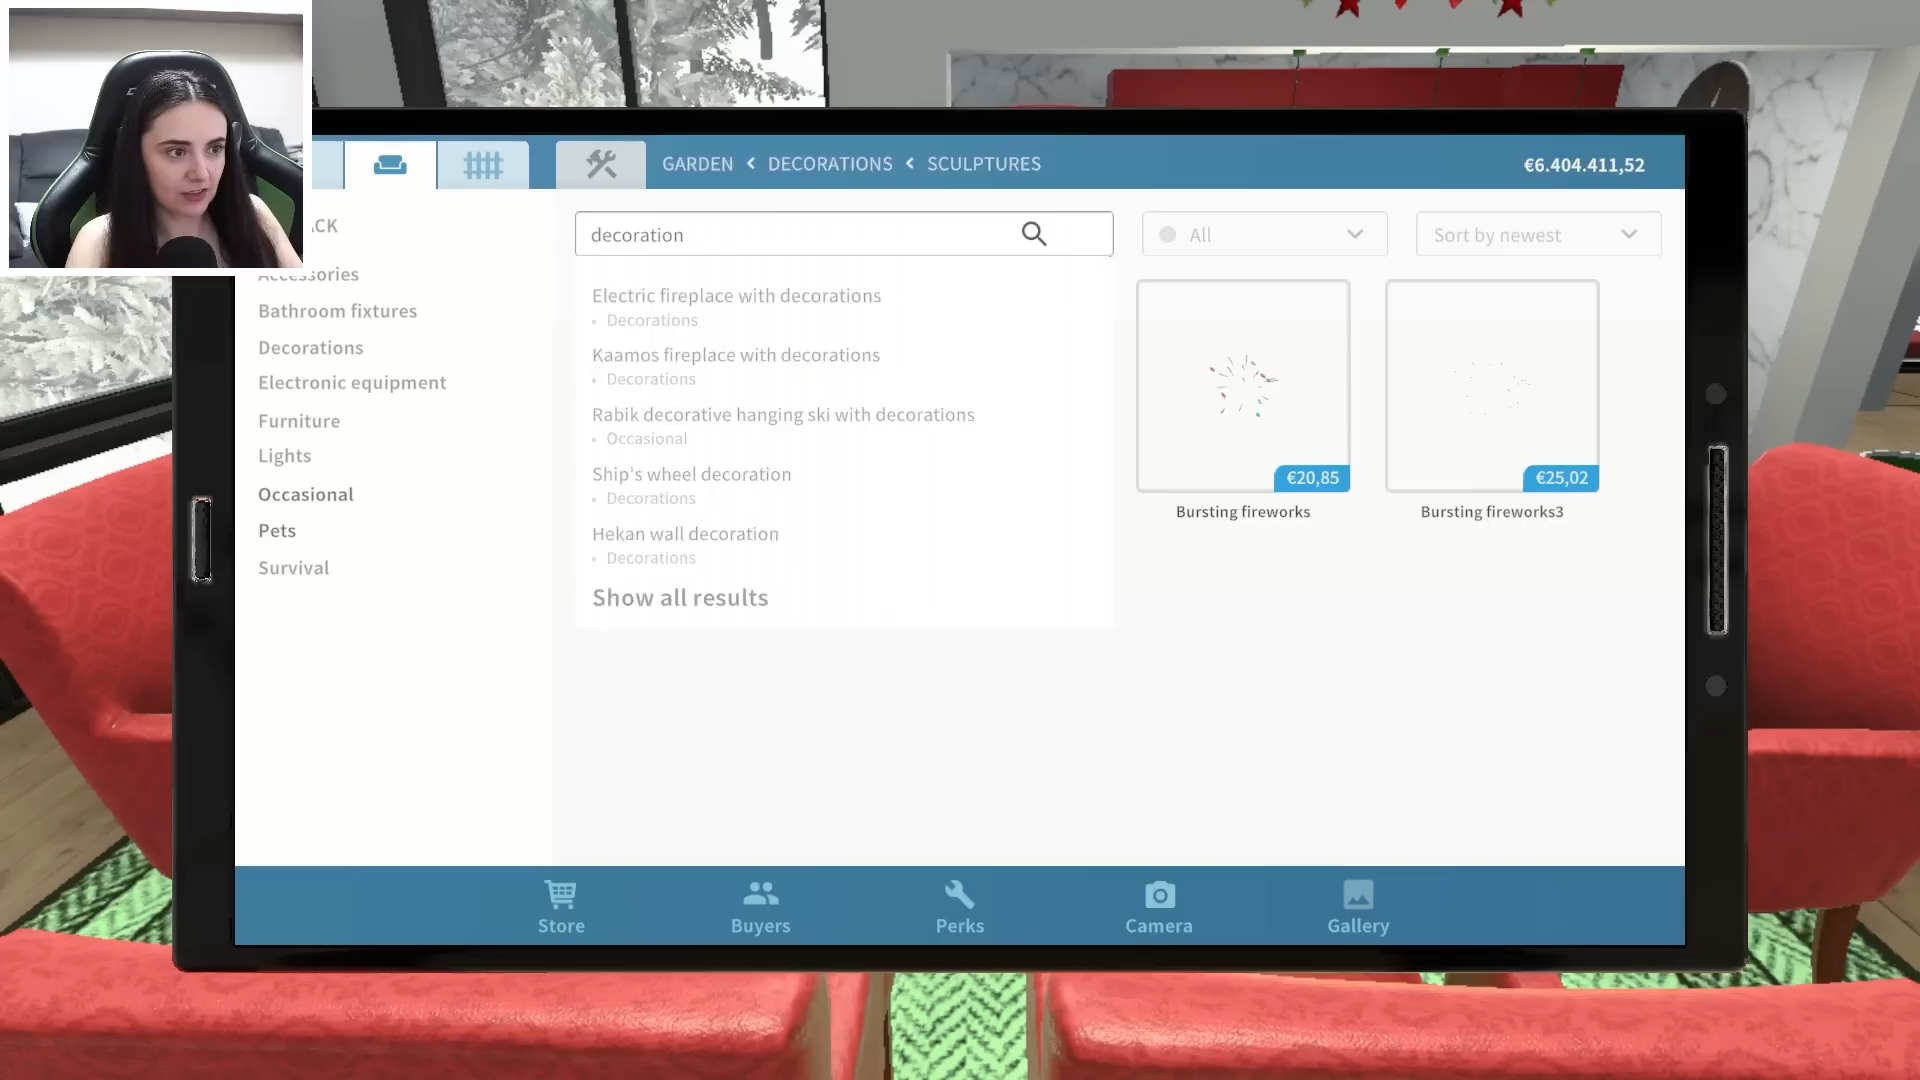 GARDEN < DECORATIONS < SCULPTURES
€6.404.411,52
CK
Accessories
Bathroom fixtures
Decorations
Electronic equipment
Furniture
Lights
Occasional
Pets
Survival
decoration
All
Sort by newest
Electric fireplace with decorations
• Decorations
Kaamos fireplace with decorations
• Decorations
Rabik decorative hanging ski with decorations
• Occasional
Ship's wheel decoration
• Decorations
Hekan wall decoration
• Decorations
Show all results
€20,85
Bursting fireworks
€25,02
Bursting fireworks3
Store
Buyers
Perks
Camera
Gallery